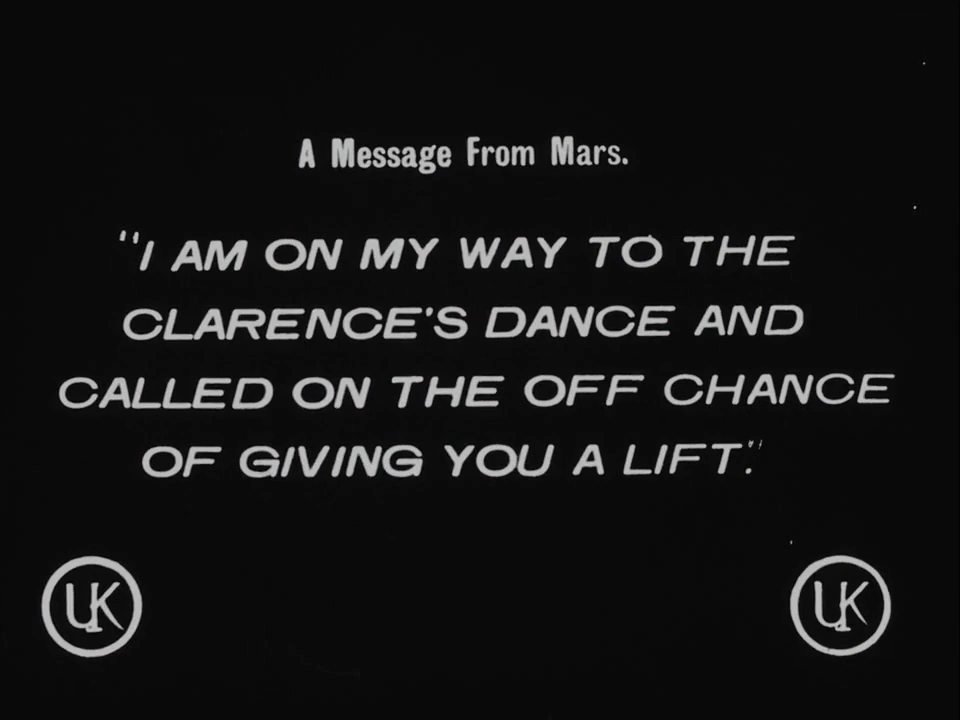 A Message From Mars.
"I AM ON MY WAY TO THE
CLARENCE'S DANCE AND
CALLED ON THE OFF CHANCE
OF GIVING YOU A LIFT."
UK
UK